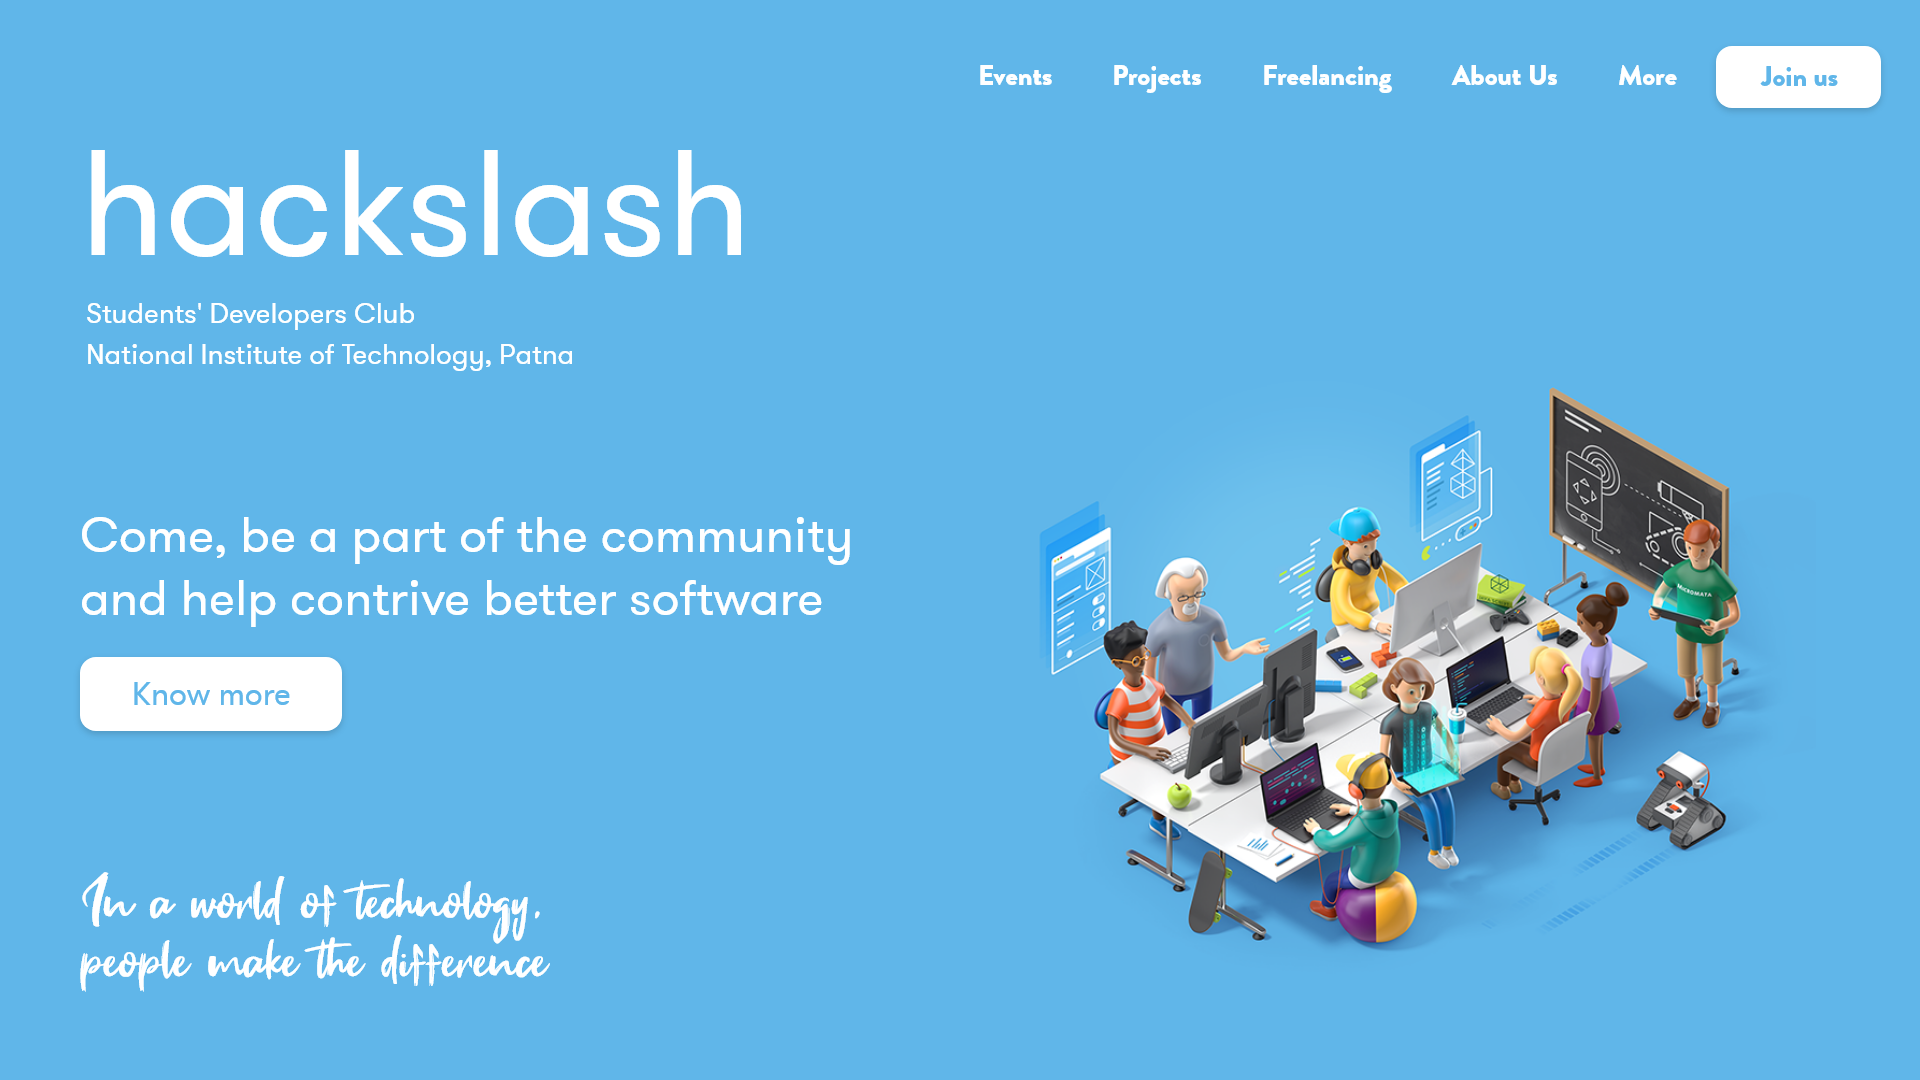 Events Projects Freelancing About Us More Join us
hackslash
Students' Developers Club
National Institute of Technology, Patna
Come, be a part of the community
and help contrive better software
Know more
In a world of technology,
people make the difference
MICROMATA